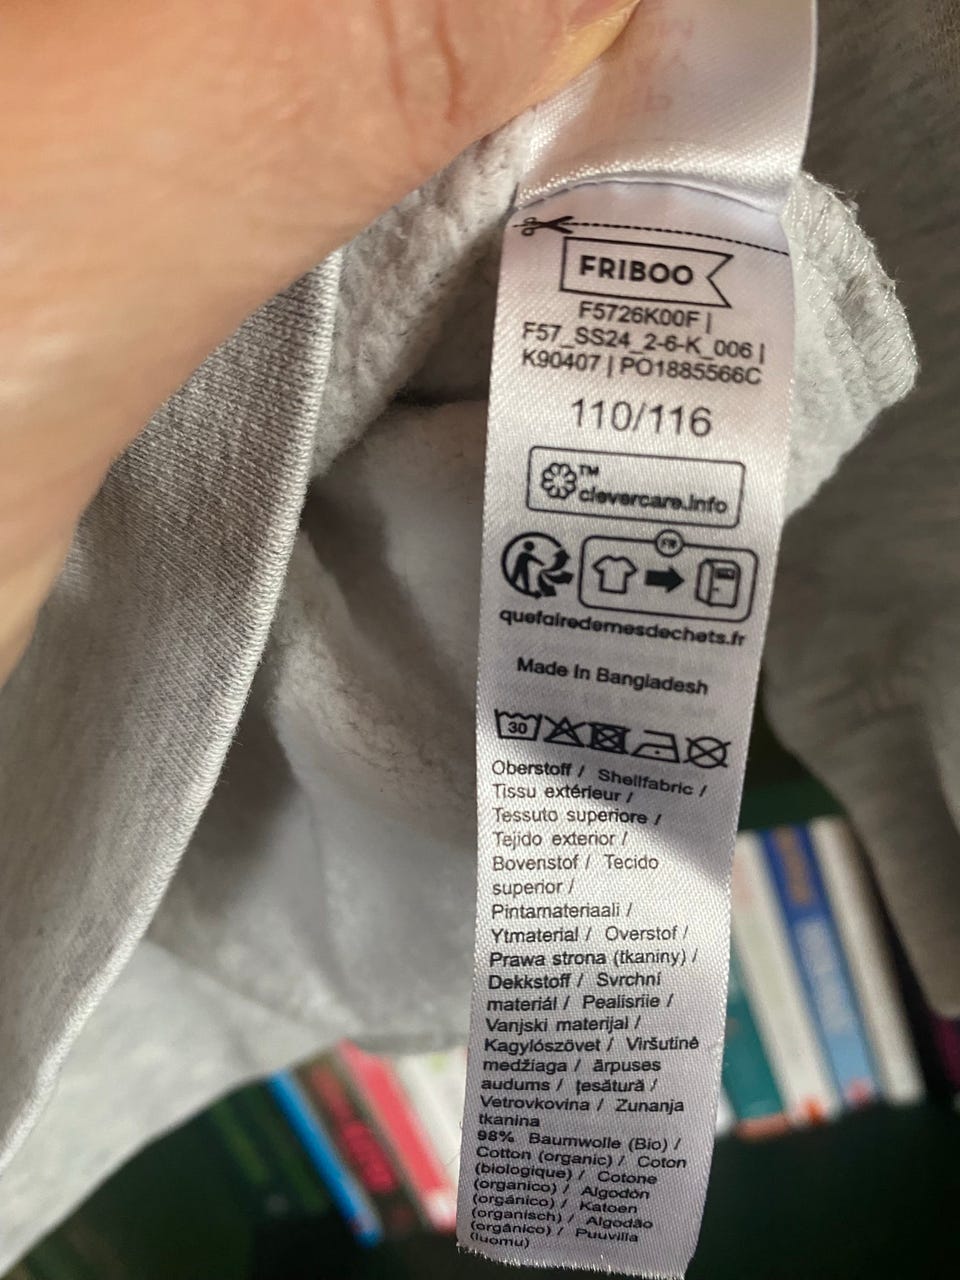 FRIBOO
F5726K00F |
F57_SS24_2-6-K_006 |
K90407 | PO1885566C
110/116
TM
clevercare.info
FR
quefairedemesdechets.fr
Made In Bangladesh
30
Oberstoff / Shellfabric /
Tissu extérieur /
Tessuto superiore /
Tejido exterior /
Bovenstof / Tecido
superior /
Pintamateriaali /
Ytmaterial / Overstof /
Prawa strona (tkaniny) /
Dekkstoff / Svrchní
materiál / Pealisriie /
Vanjski materijal /
Kagylószövet / Viršutinė
medžiaga / ārpuses
audums / țesătură /
Vetrovkovina / Zunanja
tkanina
98% Baumwolle (Bio) /
Cotton (organic) / Coton
(biologique) / Cotone
(organico) / Algodón
(orgánico) / Katoen
(organisch) / Algodão
(orgânico) / Puuvilla
(luomu)